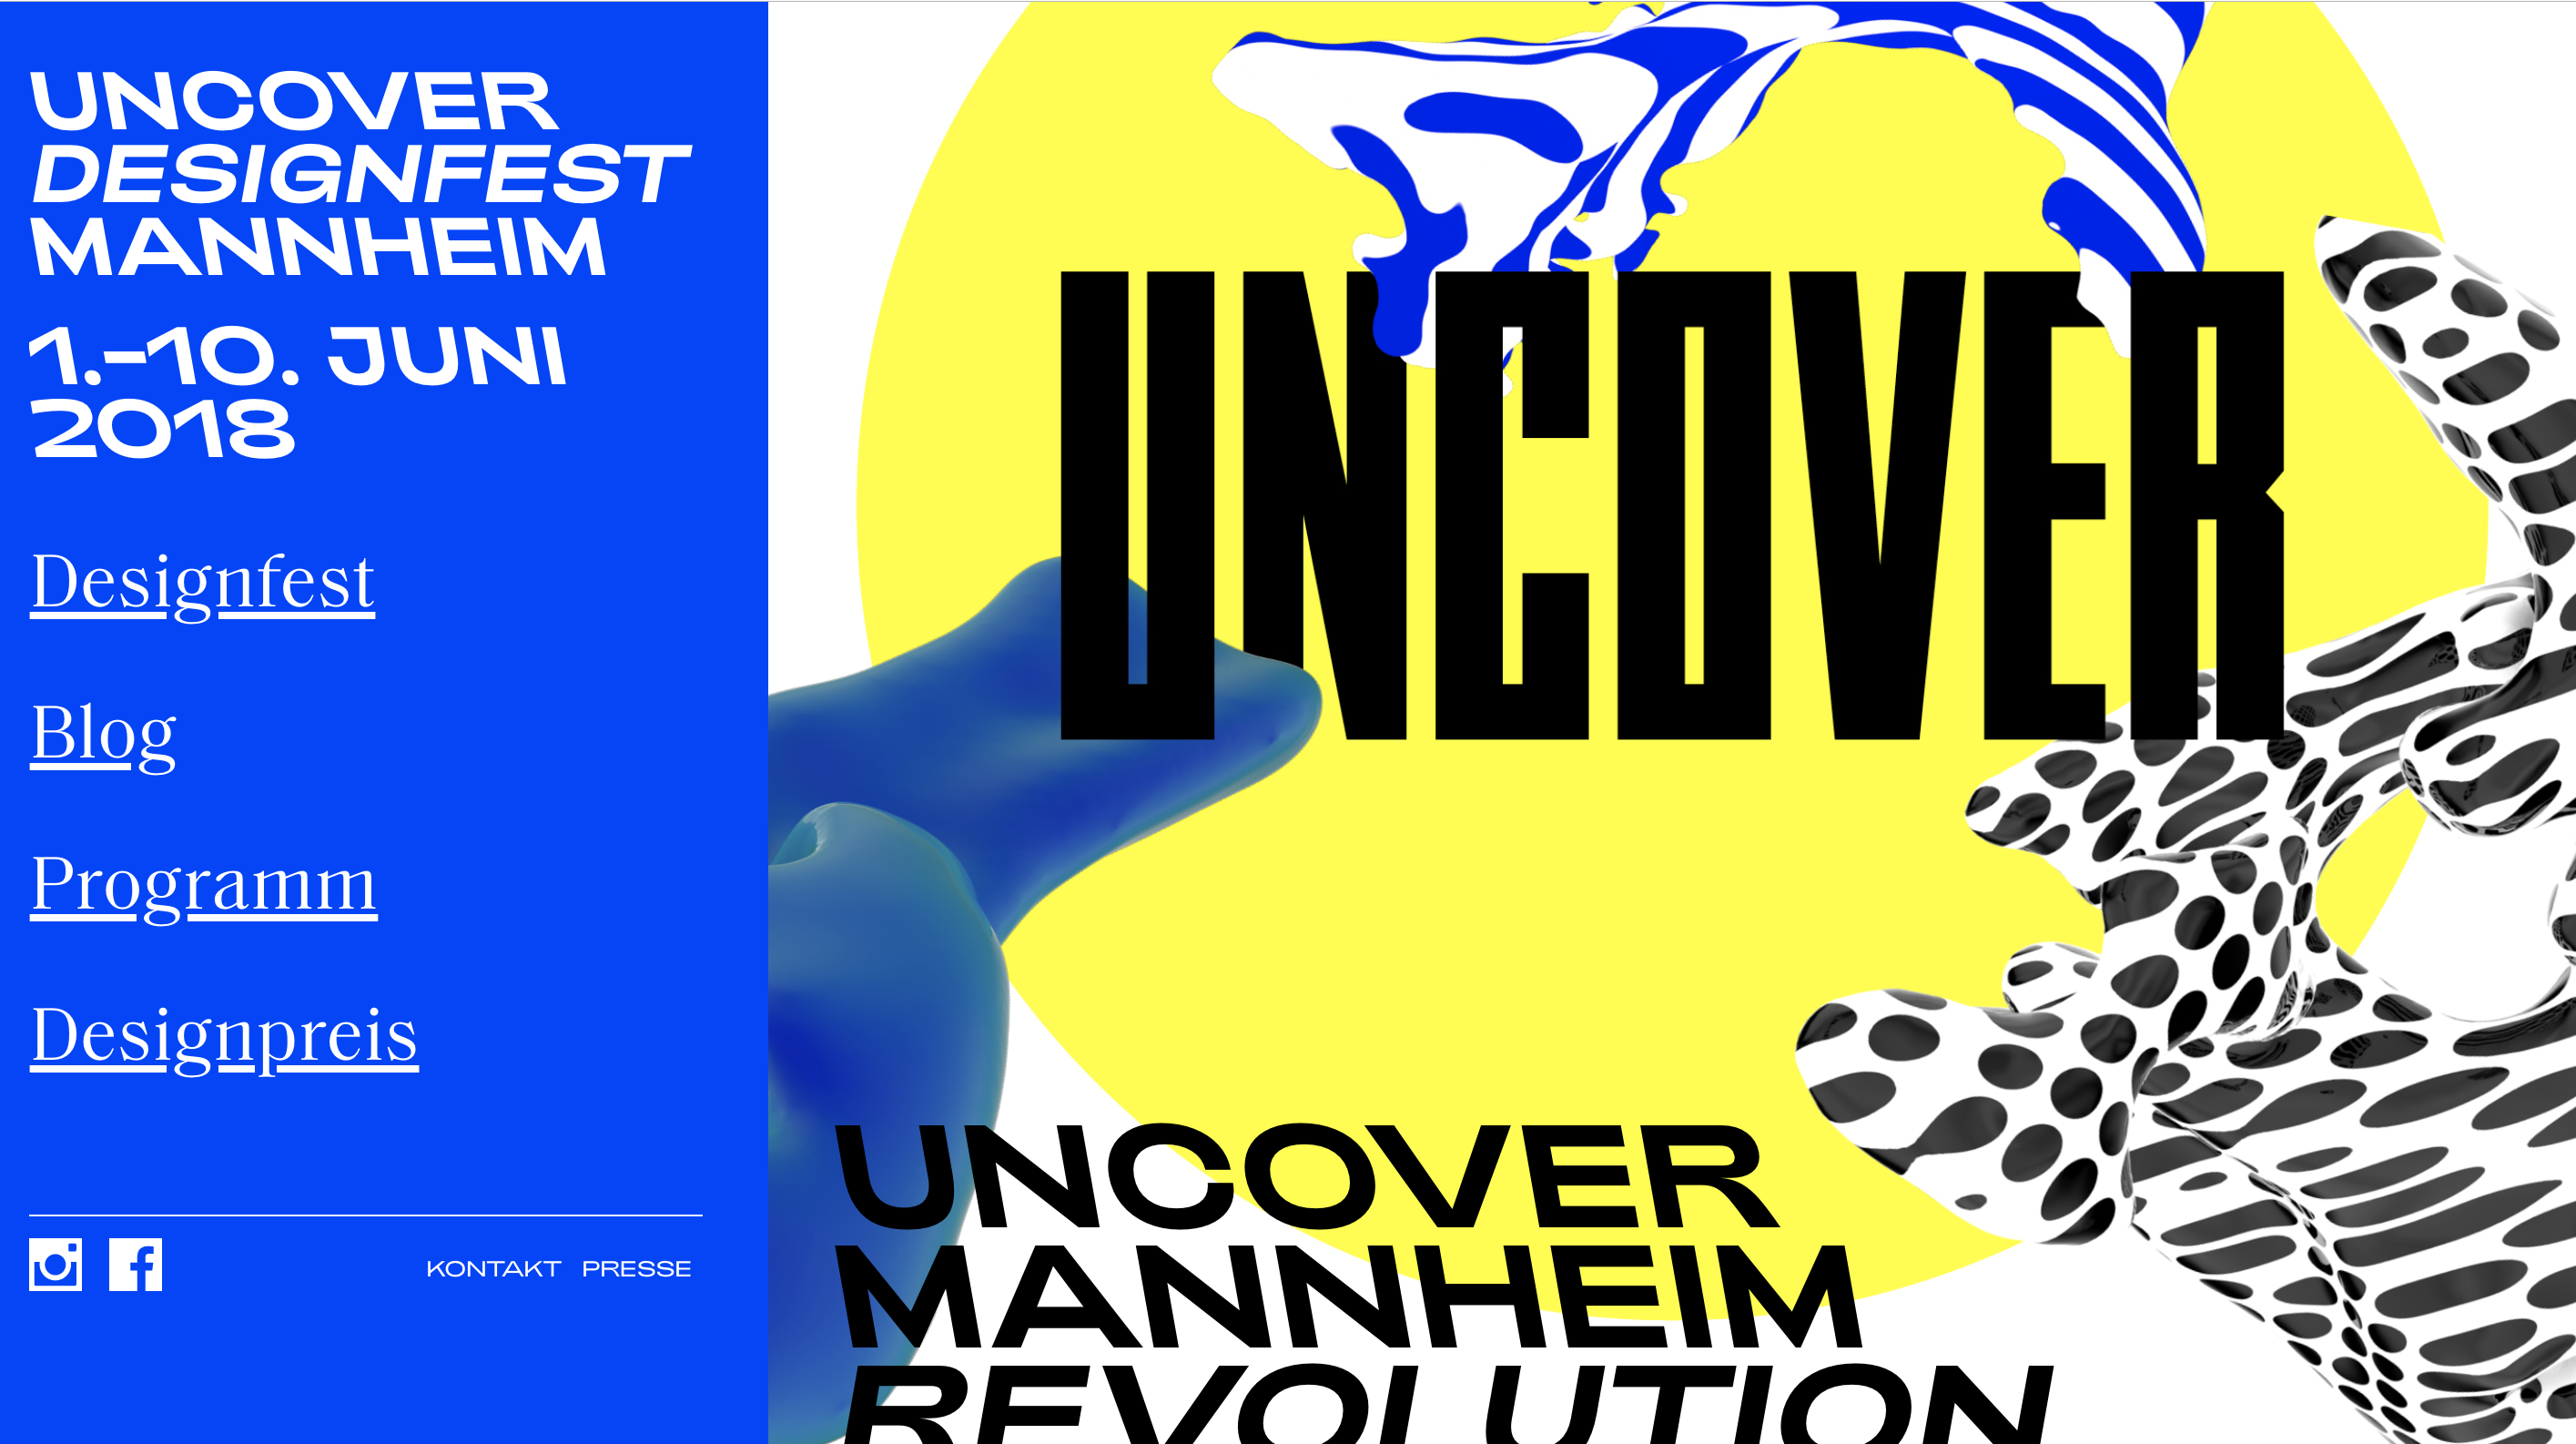 UNCOVER
DESIGNFEST
MANNHEIM
1.–10. JUNI
2018
Designfest
Blog
Programm
Designpreis
KONTAKT PRESSE
UNCOVER
UNCOVER
MANNHEIM
REVOLUTION